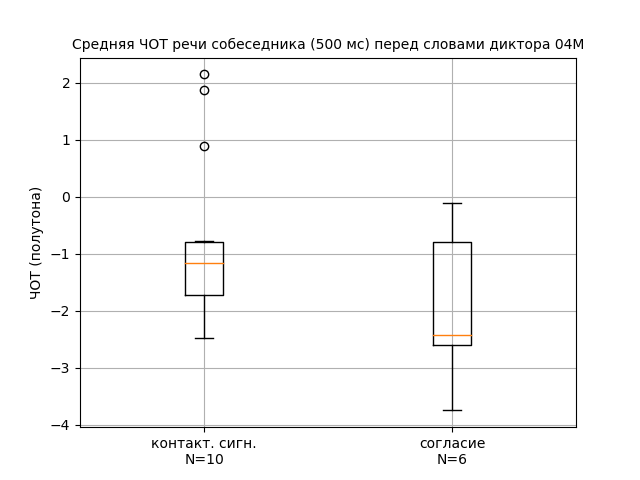 Средняя ЧОТ речи собеседника (500 мс) перед словами диктора 04М
ЧОТ (полутона)
2
1
0
−1
−2
−3
−4
контакт. сигн.
N=10
согласие
N=6